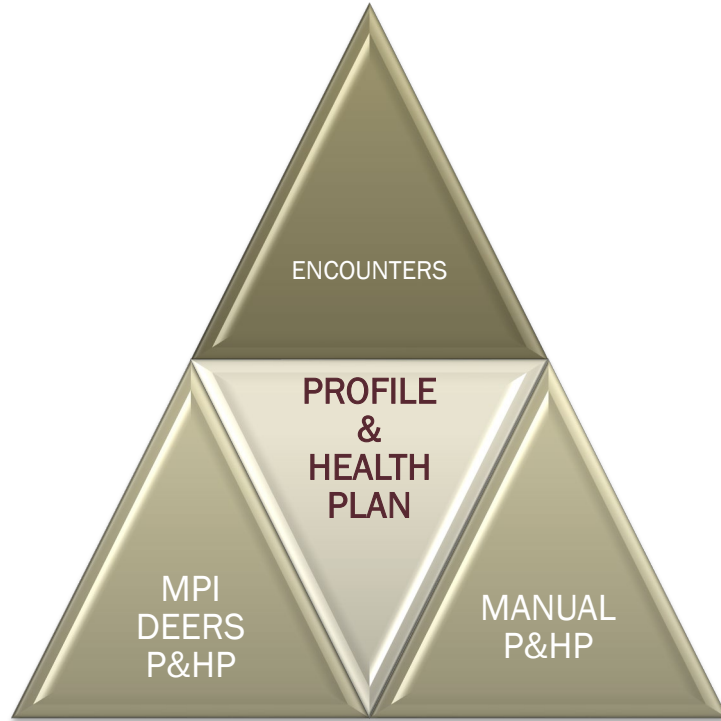 ENCOUNTERS
PROFILE
&
HEALTH
PLAN
MPI
DEERS
P&HP
MANUAL
P&HP